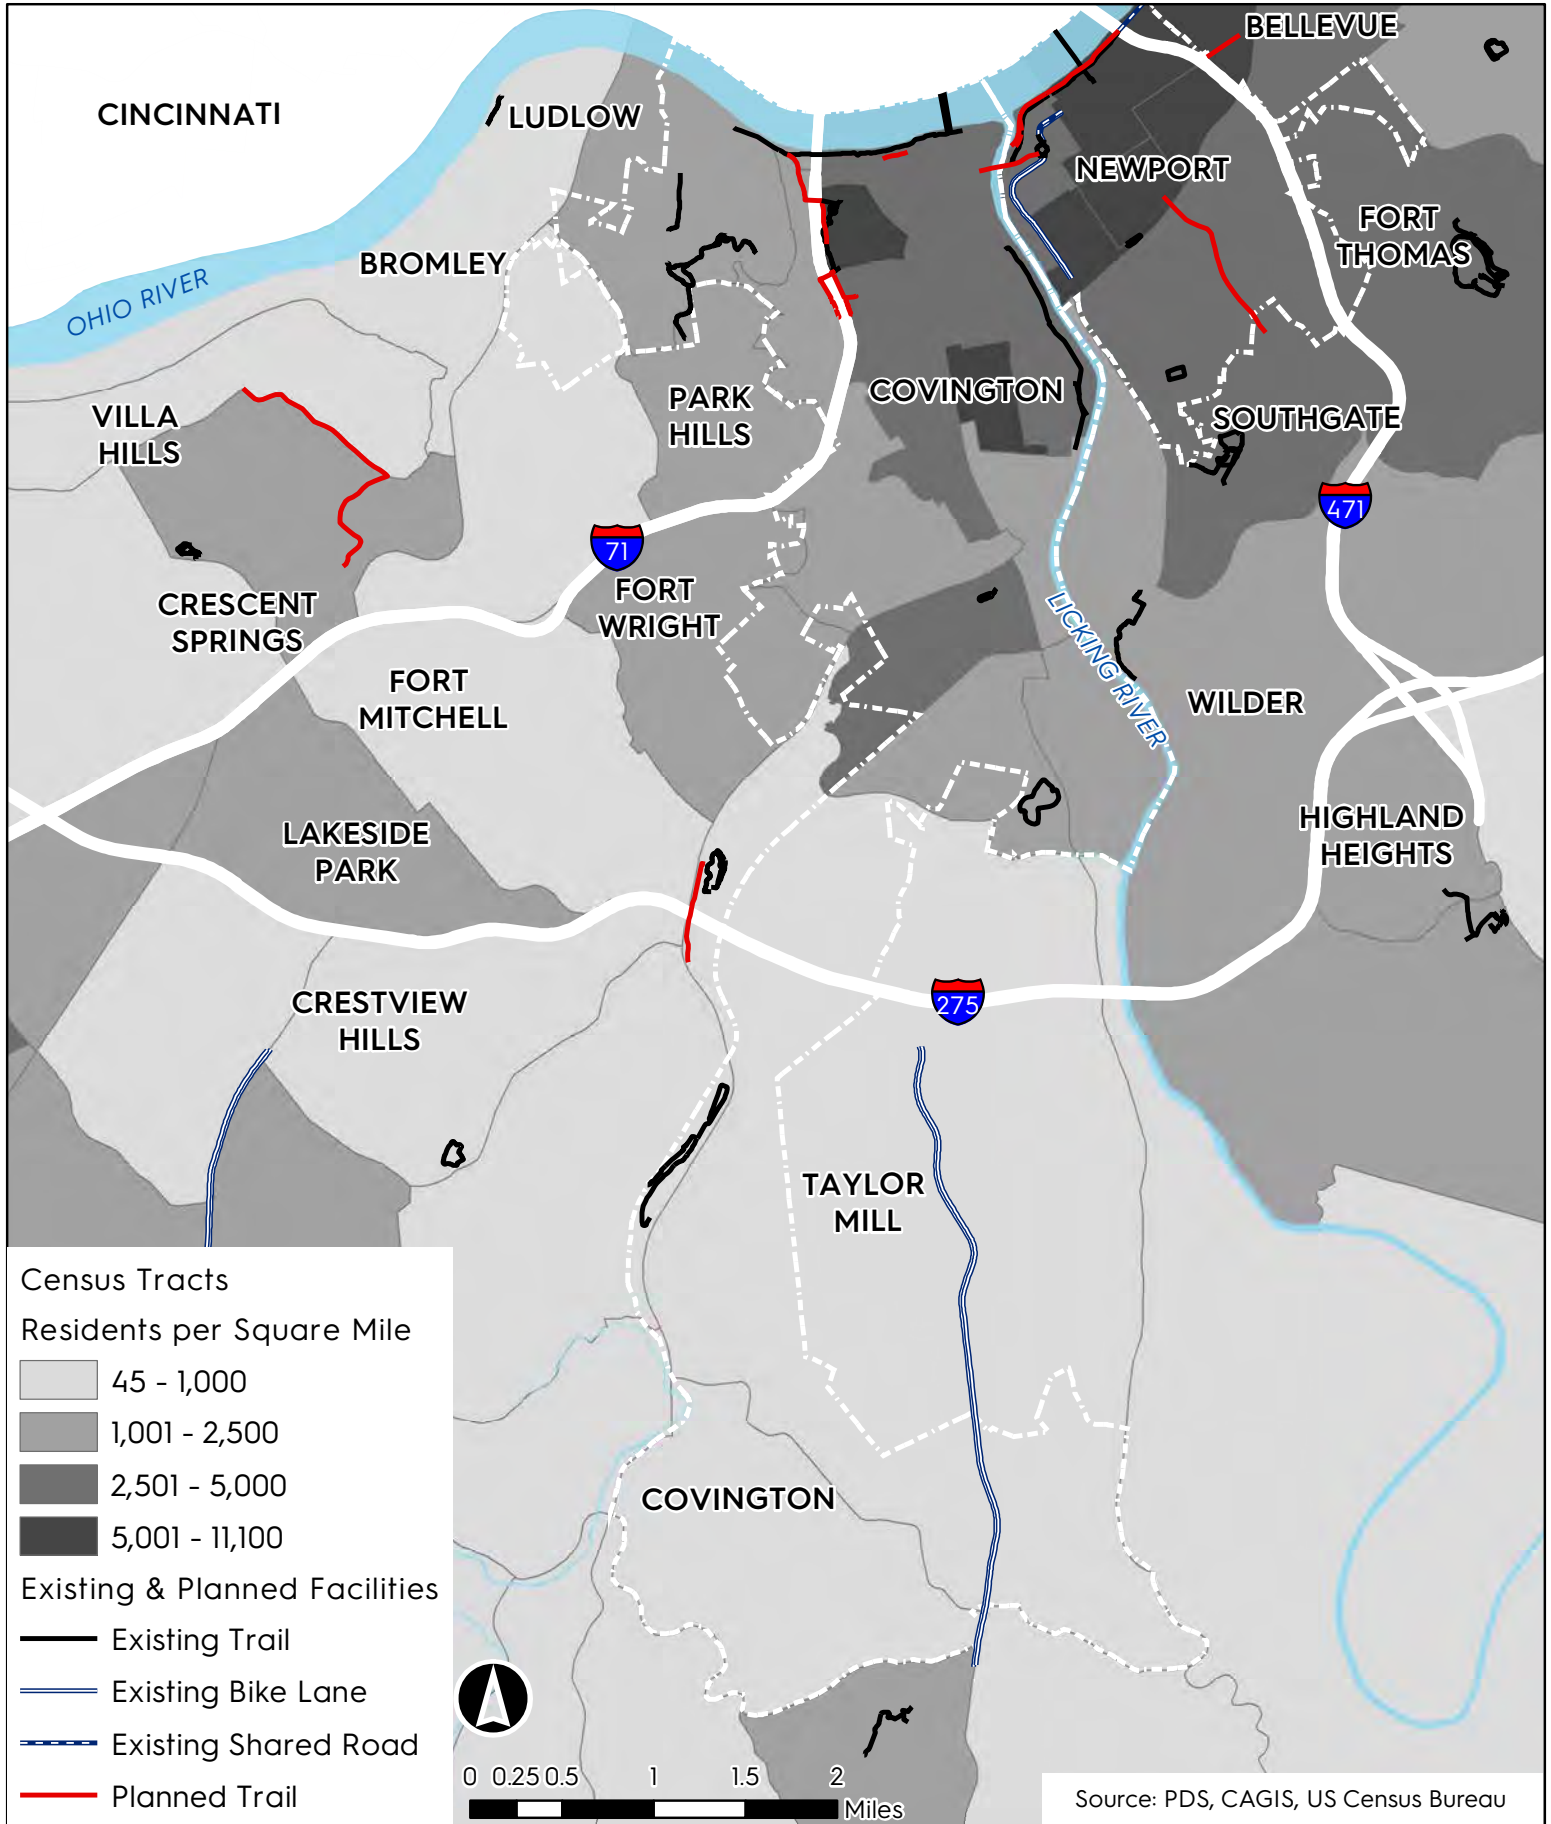 BELLEVUE
CINCINNATI
LUDLOW
NEWPORT
FORT
THOMAS
BROMLEY
OHIO RIVER
COVINGTON
PARK
HILLS
VILLA
HILLS
SOUTHGATE
471
71
CRESCENT
SPRINGS
FORT
WRIGHT
LICKING RIVER
FORT
MITCHELL
WILDER
LAKESIDE
PARK
HIGHLAND
HEIGHTS
CRESTVIEW
HILLS
275
TAYLOR
MILL
COVINGTON
Census Tracts
Residents per Square Mile
45 - 1,000
1,001 - 2,500
2,501 - 5,000
5,001 - 11,100
Existing & Planned Facilities
Existing Trail
Existing Bike Lane
Existing Shared Road
Planned Trail
0 0.25 0.5 1 1.5 2
Miles
Source: PDS, CAGIS, US Census Bureau